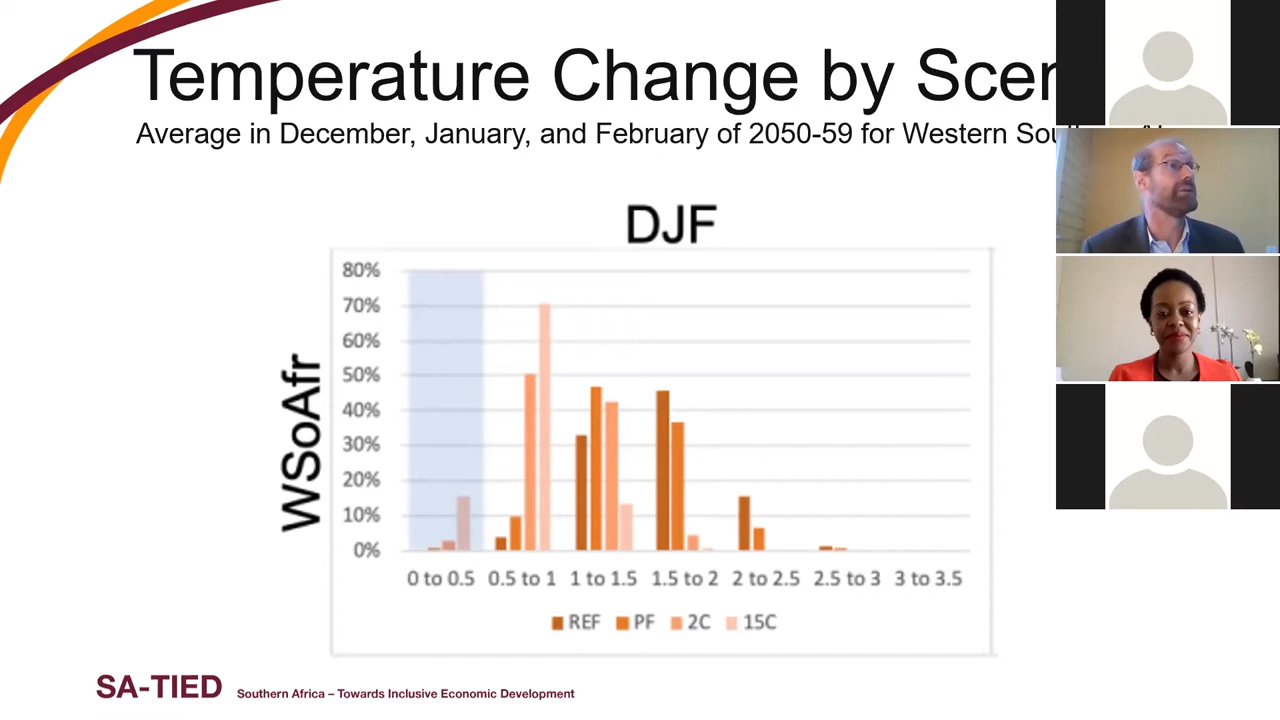 Temperature Change by Scen
Average in December, January, and February of 2050-59 for Western Sou
DJF
WSoAfr
80%
70%
60%
50%
40%
30%
20%
10%
0%
0 to 0.5 0.5 to 1 1 to 1.5 1.5 to 2 2 to 2.5 2.5 to 3 3 to 3.5
REF PF 2C 15C
SA-TIED Southern Africa – Towards Inclusive Economic Development